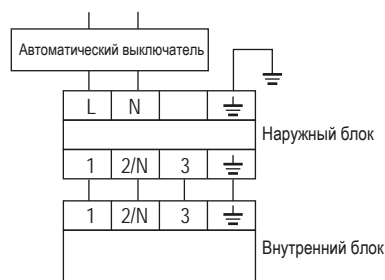 Автоматический выключатель
L N
Наружный блок
1 2/N 3
1 2/N 3
Внутренний блок